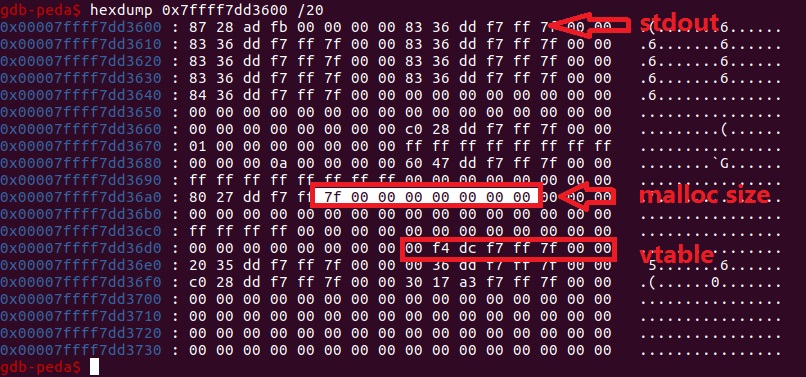 gdb-peda$ hexdump 0x7ffff7dd3600 /20
0x00007ffff7dd3600 : 87 28 ad fb 00 00 00 00 83 36 dd f7 ff 7f 00 00 .(.......6...... stdout
0x00007ffff7dd3610 : 83 36 dd f7 ff 7f 00 00 83 36 dd f7 ff 7f 00 00 .6.......6......
0x00007ffff7dd3620 : 83 36 dd f7 ff 7f 00 00 83 36 dd f7 ff 7f 00 00 .6.......6......
0x00007ffff7dd3630 : 83 36 dd f7 ff 7f 00 00 83 36 dd f7 ff 7f 00 00 .6.......6......
0x00007ffff7dd3640 : 84 36 dd f7 ff 7f 00 00 00 00 00 00 00 00 00 00 .6..............
0x00007ffff7dd3650 : 00 00 00 00 00 00 00 00 00 00 00 00 00 00 00 00 ................
0x00007ffff7dd3660 : 00 00 00 00 00 00 00 00 c0 28 dd f7 ff 7f 00 00 .........(......
0x00007ffff7dd3670 : 01 00 00 00 00 00 00 00 ff ff ff ff ff ff ff ff ................
0x00007ffff7dd3680 : 00 00 00 0a 00 00 00 00 60 47 dd f7 ff 7f 00 00 ........`G......
0x00007ffff7dd3690 : ff ff ff ff ff ff ff ff 00 00 00 00 00 00 00 00 ................
0x00007ffff7dd36a0 : 80 27 dd f7 ff 7f 00 00 00 00 00 00 00 00 00 00 malloc size
0x00007ffff7dd36b0 : 00 00 00 00 00 00 00 00 00 00 00 00 00 00 00 00 ................
0x00007ffff7dd36c0 : ff ff ff ff 00 00 00 00 00 00 00 00 00 00 00 00 ................
0x00007ffff7dd36d0 : 00 00 00 00 00 00 00 00 00 f4 dc f7 ff 7f 00 00 vtable
0x00007ffff7dd36e0 : 20 35 dd f7 ff 7f 00 00 00 36 dd f7 ff 7f 00 00 5.......6......
0x00007ffff7dd36f0 : c0 28 dd f7 ff 7f 00 00 30 17 a3 f7 ff 7f 00 00 .(......0.......
0x00007ffff7dd3700 : 00 00 00 00 00 00 00 00 00 00 00 00 00 00 00 00 ................
0x00007ffff7dd3710 : 00 00 00 00 00 00 00 00 00 00 00 00 00 00 00 00 ................
0x00007ffff7dd3720 : 00 00 00 00 00 00 00 00 00 00 00 00 00 00 00 00 ................
0x00007ffff7dd3730 : 00 00 00 00 00 00 00 00 00 00 00 00 00 00 00 00 ................
gdb-peda$